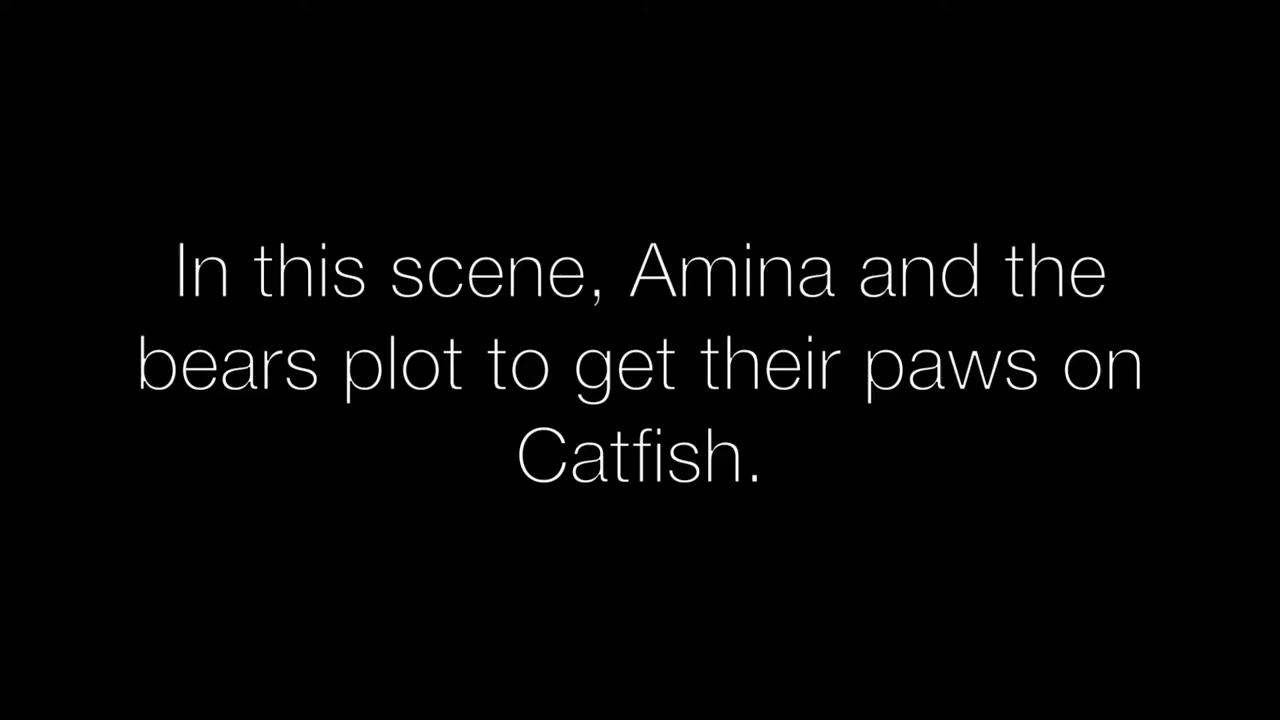 In this scene, Amina and the
bears plot to get their paws on
Catfish.